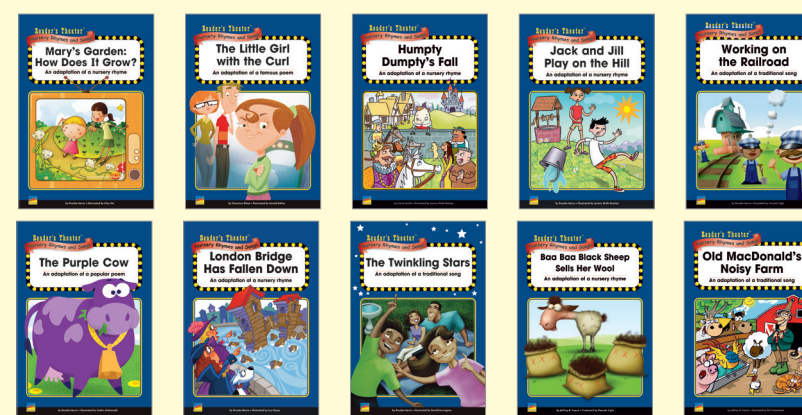 Reader's Theater
Nursery Rhymes and Songs
Mary's Garden:
How Does It Grow?
An adaptation of a nursery rhyme
Reader's Theater
Nursery Rhymes and Songs
The Little Girl
with the Curl
An adaptation of a famous poem
Reader's Theater
Nursery Rhymes and Songs
Humpty
Dumpty's Fall
An adaptation of a nursery rhyme
Reader's Theater
Nursery Rhymes and Songs
Jack and Jill
Play on the Hill
An adaptation of a nursery rhyme
Reader's Theater
Nursery Rhymes and Songs
Working on
the Railroad
An adaptation of a traditional song
Reader's Theater
Nursery Rhymes and Songs
The Purple Cow
An adaptation of a popular poem
Reader's Theater
Nursery Rhymes and Songs
London Bridge
Has Fallen Down
An adaptation of a nursery rhyme
Reader's Theater
Nursery Rhymes and Songs
The Twinkling Stars
An adaptation of a traditional song
Reader's Theater
Nursery Rhymes and Songs
Baa Baa Black Sheep
Sells Her Wool
An adaptation of a nursery rhyme
Reader's Theater
Nursery Rhymes and Songs
Old MacDonald's
Noisy Farm
An adaptation of a traditional song